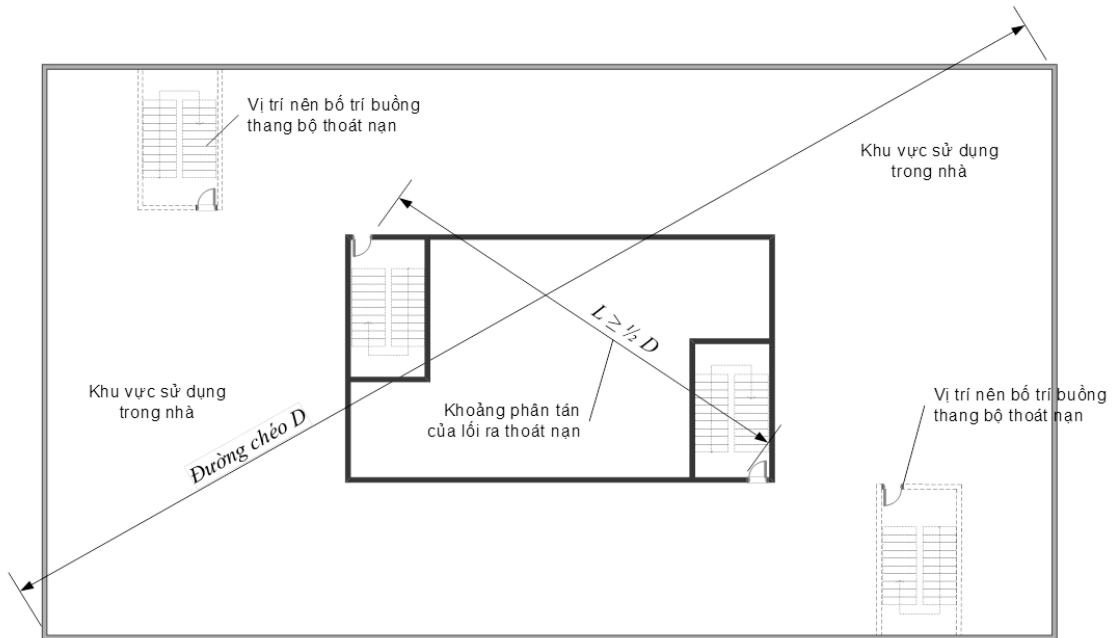 Vị trí nên bố trí buồng
thang bộ thoát nạn
Khu vực sử dụng
trong nhà
L ≥ ½ D
Khu vực sử dụng
trong nhà
Đường chéo D
Khoảng phân tán
của lối ra thoát nạn
Vị trí nên bố trí buồng
thang bộ thoát nạn